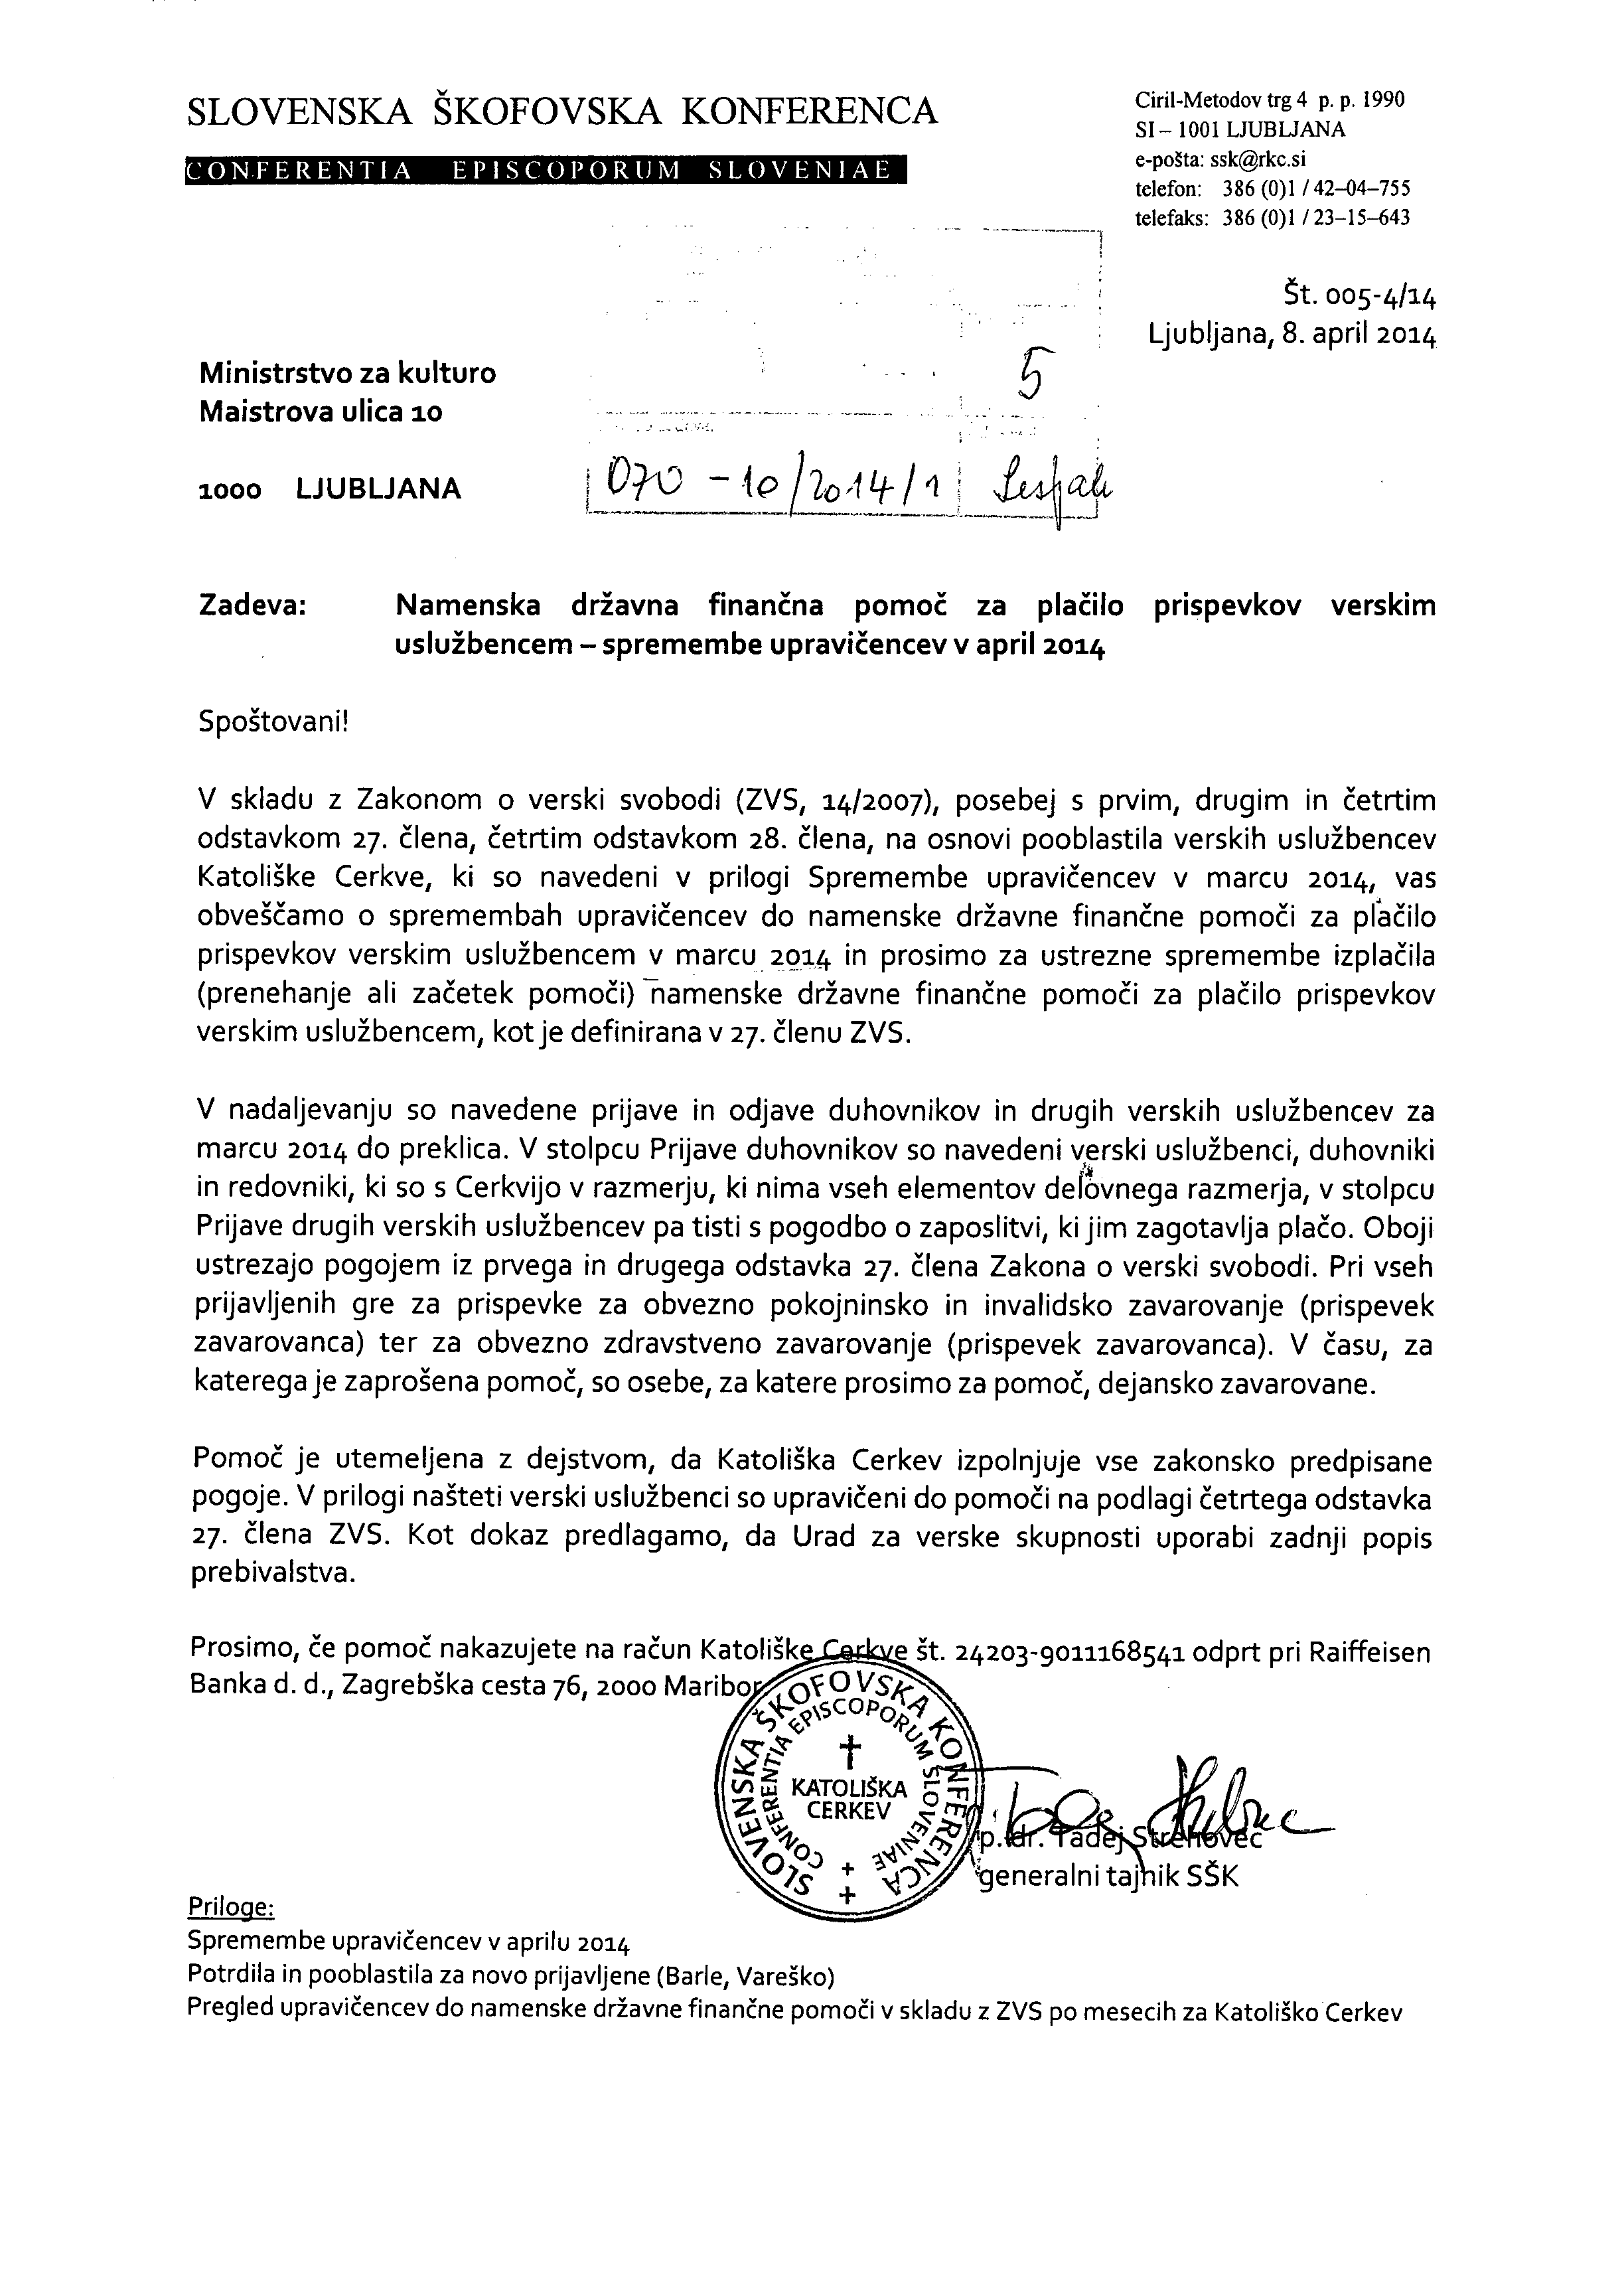 SLOVENSKA ŠKOFOVSKA KONFERENCA
CONFERENTIA EPISCOPORUM SLOVENIAE
Ciril-Metodov trg 4 p. p. 1990
SI – 1001 LJUBLJANA
e-pošta: ssk@rkc.si
telefon: 386 (0)1 / 42–04–755
telefaks: 386 (0)1 / 23–15–643
Št. 005-4/14
Ljubljana, 8. april 2014
Ministrstvo za kulturo
Maistrova ulica 10
1000 LJUBLJANA
5
070 - 10/2014/1
Zadeva: Namenska državna finančna pomoč za plačilo prispevkov verskim
uslužbencem – spremembe upravičencev v april 2014
Spoštovani!
V skladu z Zakonom o verski svobodi (ZVS, 14/2007), posebej s prvim, drugim in četrtim
odstavkom 27. člena, četrtim odstavkom 28. člena, na osnovi pooblastila verskih uslužbencev
Katoliške Cerkve, ki so navedeni v prilogi Spremembe upravičencev v marcu 2014, vas
obveščamo o spremembah upravičencev do namenske državne finančne pomoči za plačilo
prispevkov verskim uslužbencem v marcu 2014 in prosimo za ustrezne spremembe izplačila
(prenehanje ali začetek pomoči) namenske državne finančne pomoči za plačilo prispevkov
verskim uslužbencem, kot je definirana v 27. členu ZVS.
V nadaljevanju so navedene prijave in odjave duhovnikov in drugih verskih uslužbencev za
marcu 2014 do preklica. V stolpcu Prijave duhovnikov so navedeni verski uslužbenci, duhovniki
in redovniki, ki so s Cerkvijo v razmerju, ki nima vseh elementov delovnega razmerja, v stolpcu
Prijave drugih verskih uslužbencev pa tisti s pogodbo o zaposlitvi, ki jim zagotavlja plačo. Oboji
ustrezajo pogojem iz prvega in drugega odstavka 27. člena Zakona o verski svobodi. Pri vseh
prijavljenih gre za prispevke za obvezno pokojninsko in invalidsko zavarovanje (prispevek
zavarovanca) ter za obvezno zdravstveno zavarovanje (prispevek zavarovanca). V času, za
katerega je zaprošena pomoč, so osebe, za katere prosimo za pomoč, dejansko zavarovane.
Pomoč je utemeljena z dejstvom, da Katoliška Cerkev izpolnjuje vse zakonsko predpisane
pogoje. V prilogi našteti verski uslužbenci so upravičeni do pomoči na podlagi četrtega odstavka
27. člena ZVS. Kot dokaz predlagamo, da Urad za verske skupnosti uporabi zadnji popis
prebivalstva.
Prosimo, če pomoč nakazujete na račun Katoliške Cerkve št. 24203-9011168541 odprt pri Raiffeisen
Banka d. d., Zagrebška cesta 76, 2000 Maribor
SLOVENSKA ŠKOFOVSKA KONFERENCA
CONFERENTIA EPISCOPORUM SLOVENIAE
KATOLIŠKA
CERKEV
p. dr. Tadej Strehovec
generalni tajnik SŠK
Priloge:
Spremembe upravičencev v aprilu 2014
Potrdila in pooblastila za novo prijavljene (Barle, Vareško)
Pregled upravičencev do namenske državne finančne pomoči v skladu z ZVS po mesecih za Katoliško Cerkev